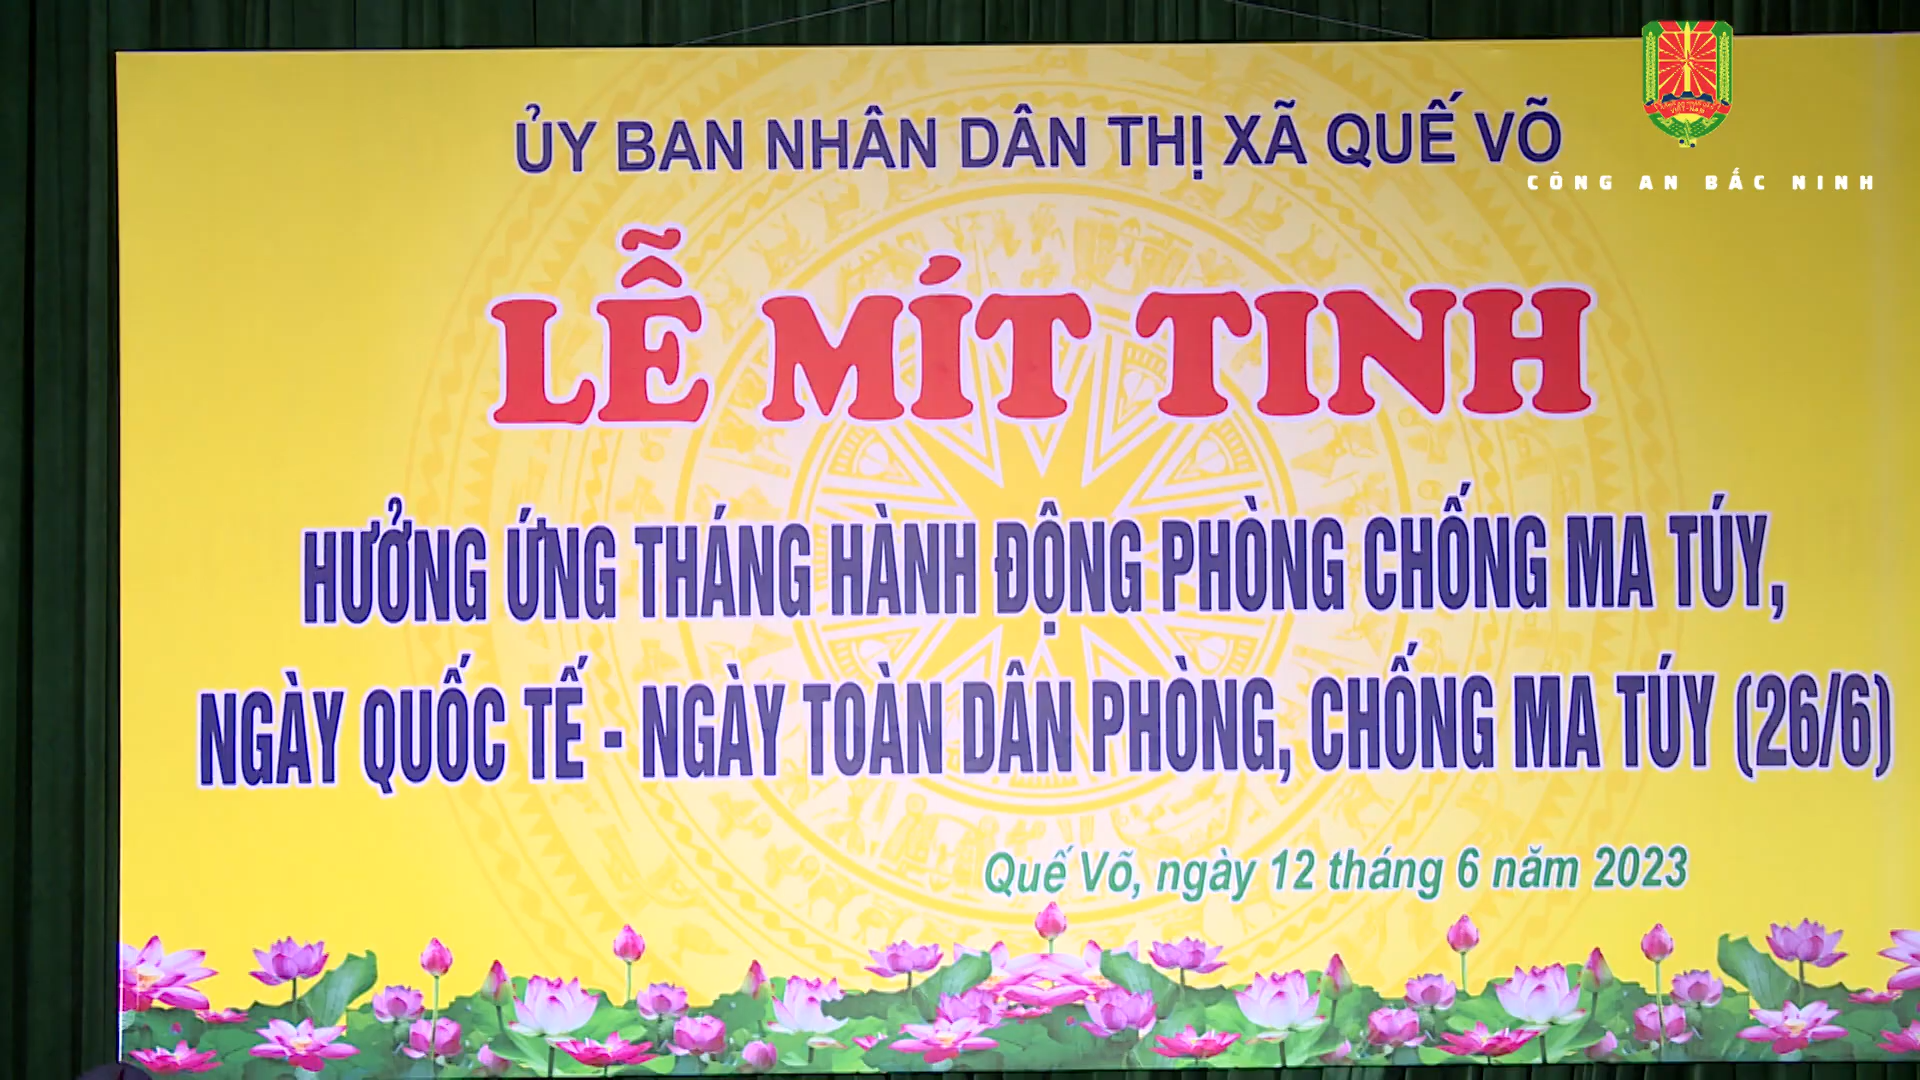 ỦY BAN NHÂN DÂN THỊ XÃ QUẾ VÕ
CÔNG AN BẮC NINH
LỄ MÍT TINH
HƯỞNG ỨNG THÁNG HÀNH ĐỘNG PHÒNG CHỐNG MA TÚY,
NGÀY QUỐC TẾ - NGÀY TOÀN DÂN PHÒNG, CHỐNG MA TÚY (26/6)
Quế Võ, ngày 12 tháng 6 năm 2023